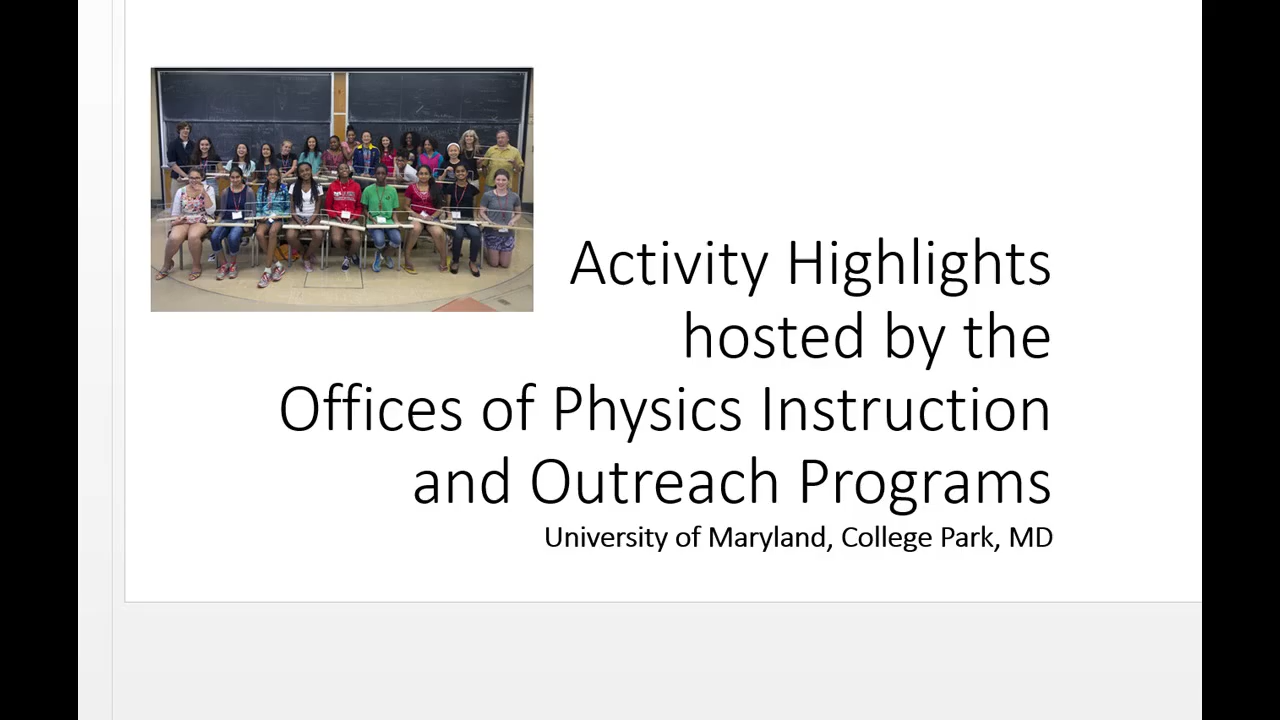 Activity Highlights
hosted by the
Offices of Physics Instruction
and Outreach Programs
University of Maryland, College Park, MD